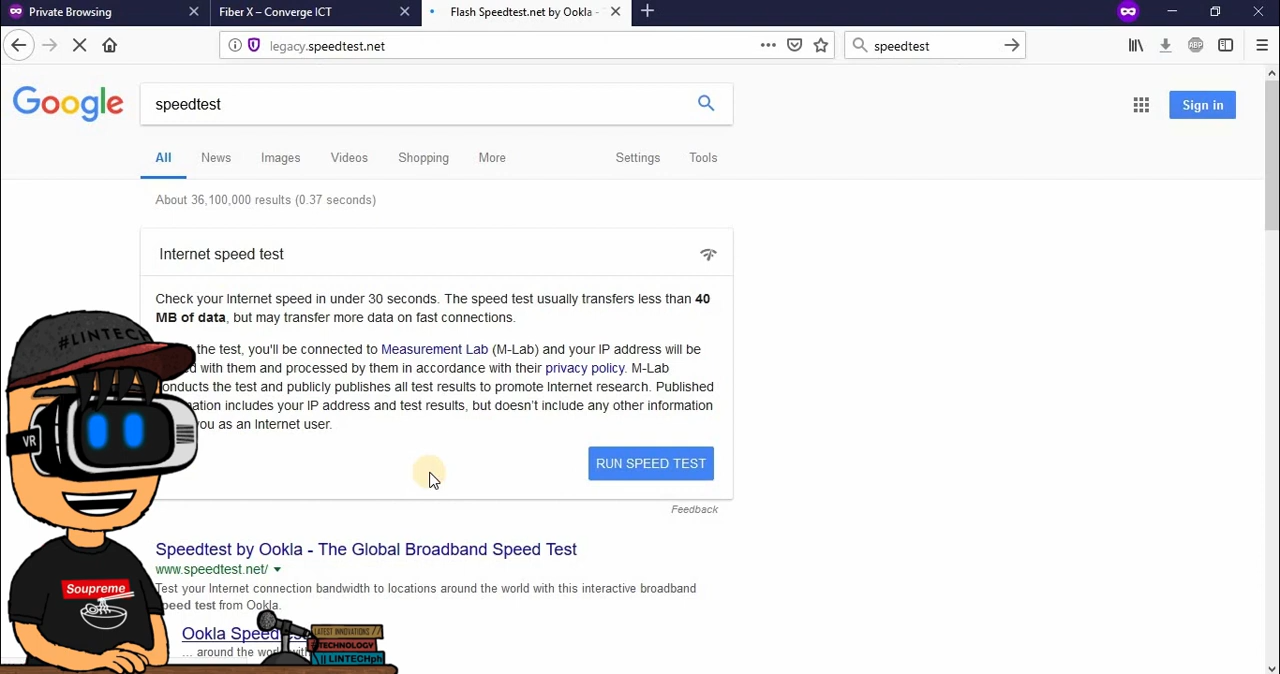 Private Browsing
Fiber X – Converge ICT
Flash Speedtest.net by Ookla -
legacy.speedtest.net
speedtest
Google
speedtest
Sign in
All
News
Images
Videos
Shopping
More
Settings
Tools
About 36,100,000 results (0.37 seconds)
Internet speed test
Check your Internet speed in under 30 seconds. The speed test usually transfers less than 40
MB of data, but may transfer more data on fast connections.
the test, you'll be connected to Measurement Lab (M-Lab) and your IP address will be
with them and processed by them in accordance with their privacy policy. M-Lab
the test and publicly publishes all test results to promote Internet research. Published
includes your IP address and test results, but doesn't include any other information
you as an Internet user.
RUN SPEED TEST
Feedback
Speedtest by Ookla - The Global Broadband Speed Test
www.speedtest.net/
Test your Internet connection bandwidth to locations around the world with this interactive broadband
speed test from Ookla.
Ookla
... around the world
#LINTECH
VR
Soupreme
LATEST INNOVATIONS //
#TECHNOLOGY
|| LINTECHph
ABP